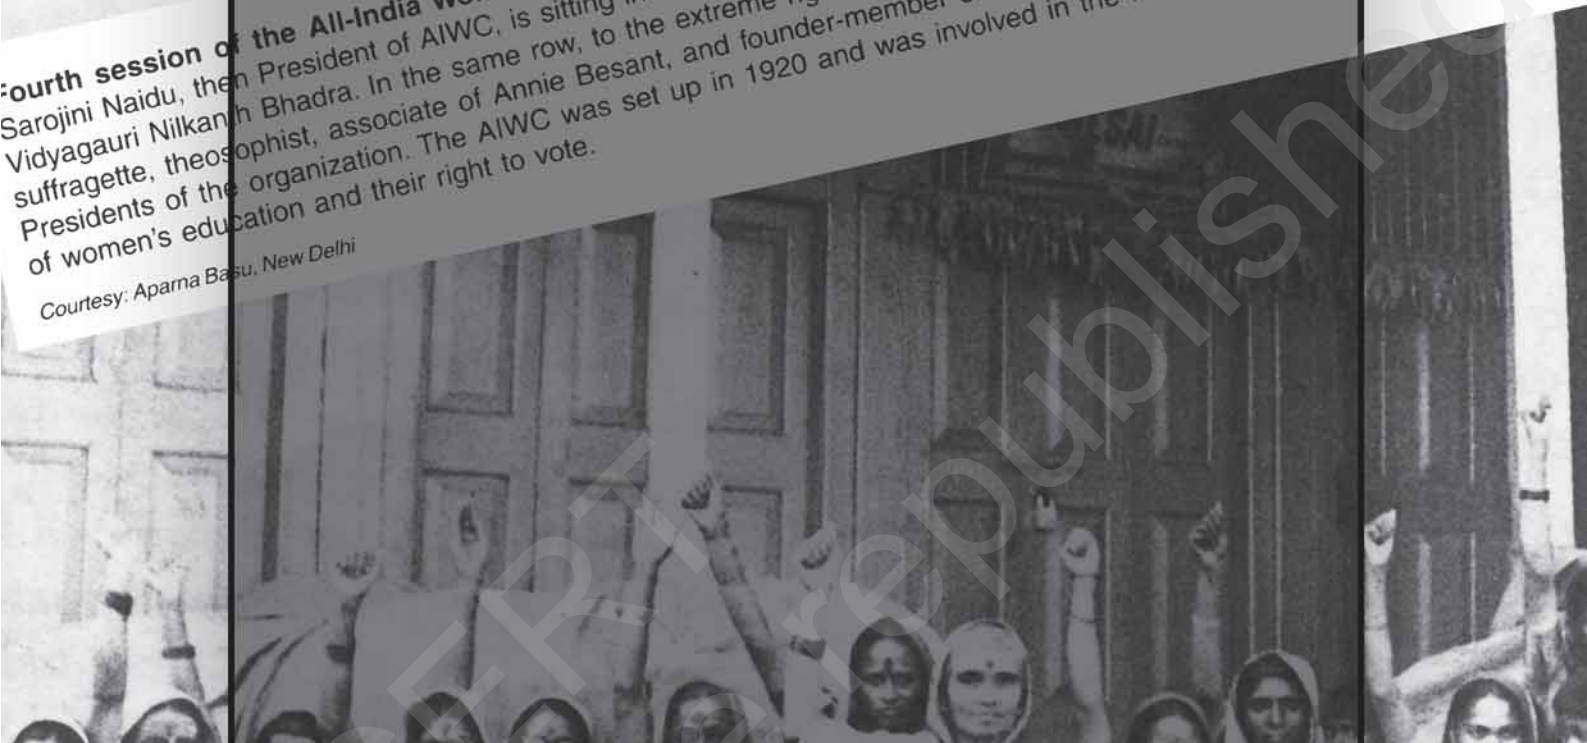 Fourth session of the All-India
Sarojini Naidu, then President of AIWC, is sitting
Vidyagauri Nilkanth Bhadra. In the same row, to the extreme
suffragette, theosophist, associate of Annie Besant, and founder-member
Presidents of the organization. The AIWC was set up in 1920 and was involved in the
of women's education and their right to vote.
Courtesy: Aparna Basu, New Delhi
republished